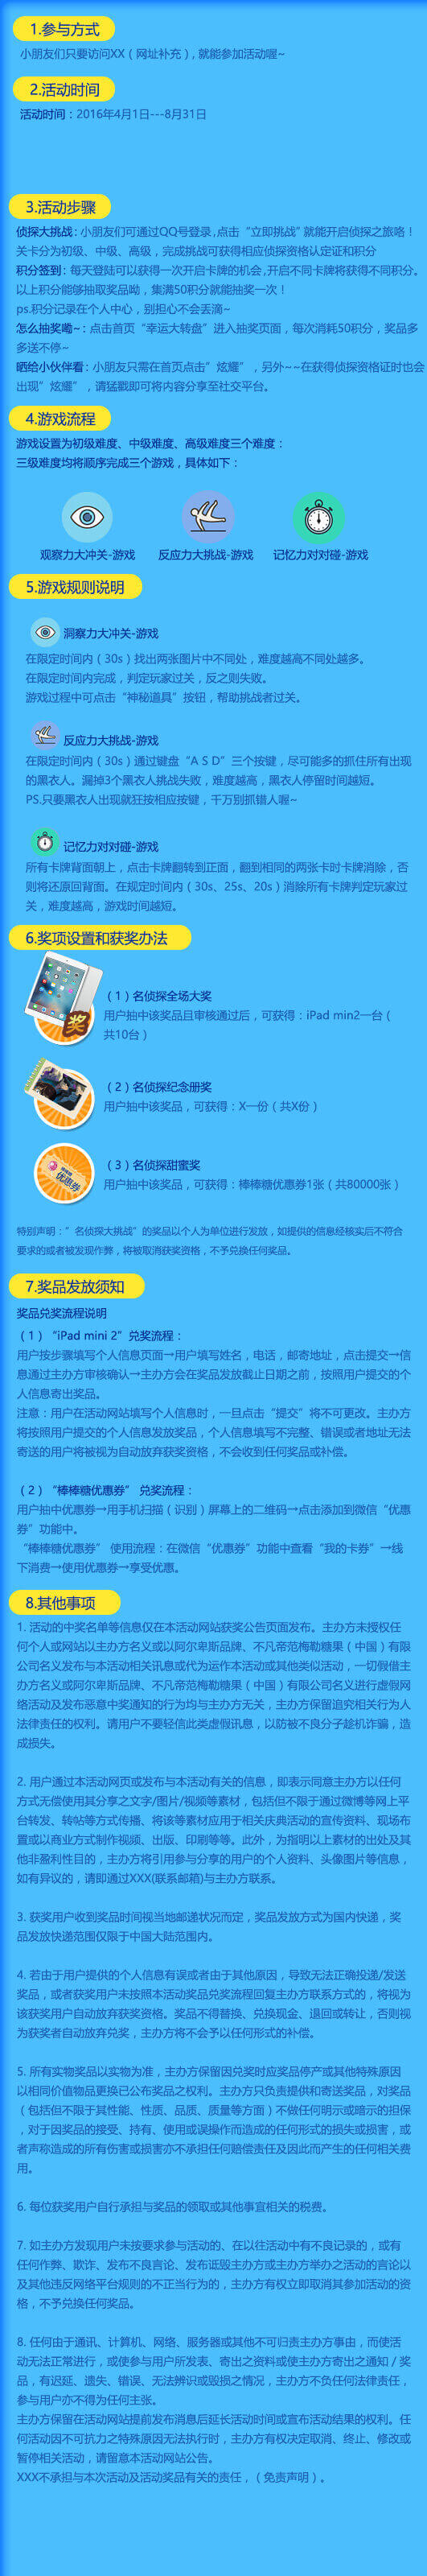 1.参与方式
小朋友们只要访问XX（网址补充）, 就能参加活动喔~
2.活动时间
活动时间：2016年4月1日---8月31日
3.活动步骤
侦探大挑战：小朋友们可通过QQ号登录 ,点击“立即挑战”就能开启侦探之旅咯！
关卡分为初级、中级、高级，完成挑战可获得相应侦探资格认定证和积分
积分签到：每天登陆可以获得一次开启卡牌的机会 ,开启不同卡牌将获得不同积分。
以上积分能够抽取奖品呦，集满50积分就能抽奖一次！
ps.积分记录在个人中心，别担心不会丢滴~
怎么抽奖嘞~：点击首页“幸运大转盘”进入抽奖页面，每次消耗50积分，奖品多
多送不停~
晒给小伙伴看：小朋友只需在首页点击”炫耀”，另外~~在获得侦探资格证时也会
出现”炫耀”，请猛戳即可将内容分享至社交平台。
4.游戏流程
游戏设置为初级难度、中级难度、高级难度三个难度：
三级难度均将顺序完成三个游戏，具体如下：
观察力大冲关-游戏 反应力大挑战-游戏 记忆力对对碰-游戏
5.游戏规则说明
洞察力大冲关-游戏
在限定时间内（30s）找出两张图片中不同处，难度越高不同处越多。
在限定时间内完成，判定玩家过关，反之则失败。
游戏过程中可点击“神秘道具”按钮，帮助挑战者过关。
反应力大挑战-游戏
在限定时间内（30s）通过键盘“A S D”三个按键，尽可能多的抓住所有出现
的黑衣人。漏掉3个黑衣人挑战失败，难度越高，黑衣人停留时间越短。
PS.只要黑衣人出现就狂按相应按键，千万别抓错人喔~
记忆力对对碰-游戏
所有卡牌背面朝上，点击卡牌翻转到正面，翻到相同的两张卡时卡牌消除，否
则将还原回背面。在规定时间内（30s、25s、20s）消除所有卡牌判定玩家过
关，难度越高，游戏时间越短。
6.奖项设置和获奖办法
奖
（1）名侦探全场大奖
用户抽中该奖品且审核通过后，可获得：iPad min2一台（
共10台）
（2）名侦探纪念册奖
用户抽中该奖品，可获得：X一份（共X份）
优惠券
（3）名侦探甜蜜奖
用户抽中该奖品，可获得：棒棒糖优惠券1张（共80000张）
特别声明：”名侦探大挑战”的奖品以个人为单位进行发放，如提供的信息经核实后不符合
要求的或者被发现作弊，将被取消获奖资格，不予兑换任何奖品。
7.奖品发放须知
奖品兑奖流程说明
（1）“iPad mini 2”兑奖流程：
用户按步骤填写个人信息页面→用户填写姓名，电话，邮寄地址，点击提交→信
息通过主办方审核确认→主办方会在奖品发放截止日期之前，按照用户提交的个
人信息寄出奖品。
注意：用户在活动网站填写个人信息时，一旦点击“提交”将不可更改。主办方
将按照用户提交的个人信息发放奖品，个人信息填写不完整、错误或者地址无法
寄送的用户将被视为自动放弃获奖资格，不会收到任何奖品或补偿。
（2）“棒棒糖优惠券” 兑奖流程：
用户抽中优惠券→用手机扫描（识别）屏幕上的二维码→点击添加到微信“优惠
券”功能中。
“棒棒糖优惠券” 使用流程：在微信“优惠券”功能中查看“我的卡券”→线
下消费→使用优惠券→享受优惠。
8.其他事项
1. 活动的中奖名单等信息仅在本活动网站获奖公告页面发布。主办方未授权任
何个人或网站以主办方名义或以阿尔卑斯品牌、不凡帝范梅勒糖果（中国）有限
公司名义发布与本活动相关讯息或代为运作本活动或其他类似活动，一切假借主
办方名义或阿尔卑斯品牌、不凡帝范梅勒糖果（中国）有限公司名义进行虚假网
络活动及发布恶意中奖通知的行为均与主办方无关，主办方保留追究相关行为人
法律责任的权利。请用户不要轻信此类虚假讯息，以防被不良分子趁机诈骗，造
成损失。
2. 用户通过本活动网页或发布与本活动有关的信息，即表示同意主办方以任何
方式无偿使用其分享之文字/图片/视频等素材，包括但不限于通过微博等网上平
台转发、转帖等方式传播、将该等素材应用于相关庆典活动的宣传资料、现场布
置或以商业方式制作视频、出版、印刷等等。此外，为指明以上素材的出处及其
他非盈利性目的，主办方将引用参与分享的用户的个人资料、头像图片等信息，
如有异议的，请即通过XXX(联系邮箱)与主办方联系。
3. 获奖用户收到奖品时间视当地邮递状况而定，奖品发放方式为国内快递，奖
品发放快递范围仅限于中国大陆范围内。
4. 若由于用户提供的个人信息有误或者由于其他原因，导致无法正确投递/发送
奖品，或者获奖用户未按照本活动奖品兑奖流程回复主办方联系方式的，将视为
该获奖用户自动放弃获奖资格。奖品不得替换、兑换现金、退回或转让，否则视
为获奖者自动放弃兑奖，主办方将不会予以任何形式的补偿。
5. 所有实物奖品以实物为准，主办方保留因兑奖时应奖品停产或其他特殊原因
以相同价值物品更换已公布奖品之权利。主办方只负责提供和寄送奖品，对奖品
（包括但不限于其性能、性质、品质、质量等方面）不做任何明示或暗示的担保
，对于因奖品的接受、持有、使用或误操作而造成的任何形式的损失或损害，或
者声称造成的所有伤害或损害亦不承担任何赔偿责任及因此而产生的任何相关费
用。
6. 每位获奖用户自行承担与奖品的领取或其他事宜相关的税费。
7. 如主办方发现用户未按要求参与活动的、在以往活动中有不良记录的，或有
任何作弊、欺诈、发布不良言论、发布诋毁主办方或主办方举办之活动的言论以
及其他违反网络平台规则的不正当行为的，主办方有权立即取消其参加活动的资
格，不予兑换任何奖品。
8. 任何由于通讯、计算机、网络、服务器或其他不可归责主办方事由，而使活
动无法正常进行，或使参与用户所发表、寄出之资料或使主办方寄出之通知／奖
品，有迟延、遗失、错误、无法辨识或毁损之情况，主办方不负任何法律责任，
参与用户亦不得为任何主张。
主办方保留在活动网站提前发布消息后延长活动时间或宣布活动结果的权利。任
何活动因不可抗力之特殊原因无法执行时，主办方有权决定取消、终止、修改或
暂停相关活动，请留意本活动网站公告。
XXX不承担与本次活动及活动奖品有关的责任，（免责声明）。